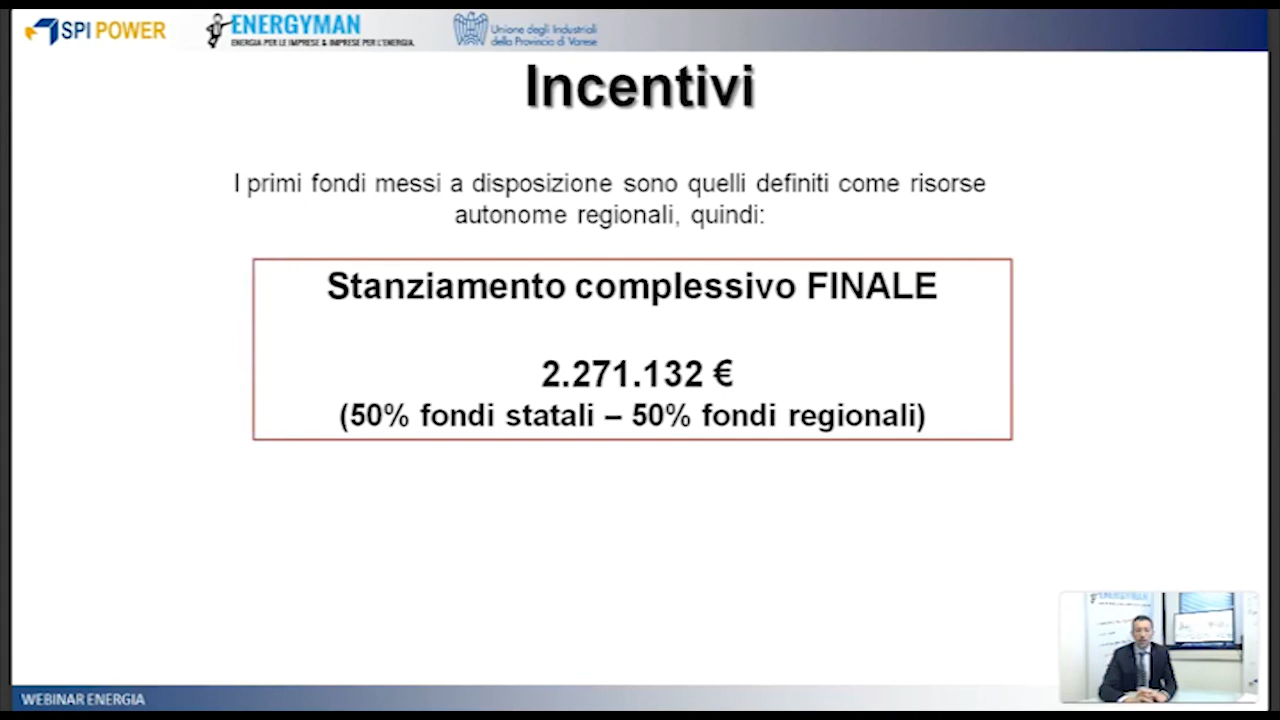 SPI POWER
ENERGYMAN
ENERGIA PER LE IMPRESE & IMPRESE PER L'ENERGIA.
Unione degli Industriali
della Provincia di Varese
Incentivi
I primi fondi messi a disposizione sono quelli definiti come risorse
autonome regionali, quindi:
Stanziamento complessivo FINALE
2.271.132 €
(50% fondi statali – 50% fondi regionali)
ENERGYMAN
WEBINAR ENERGIA